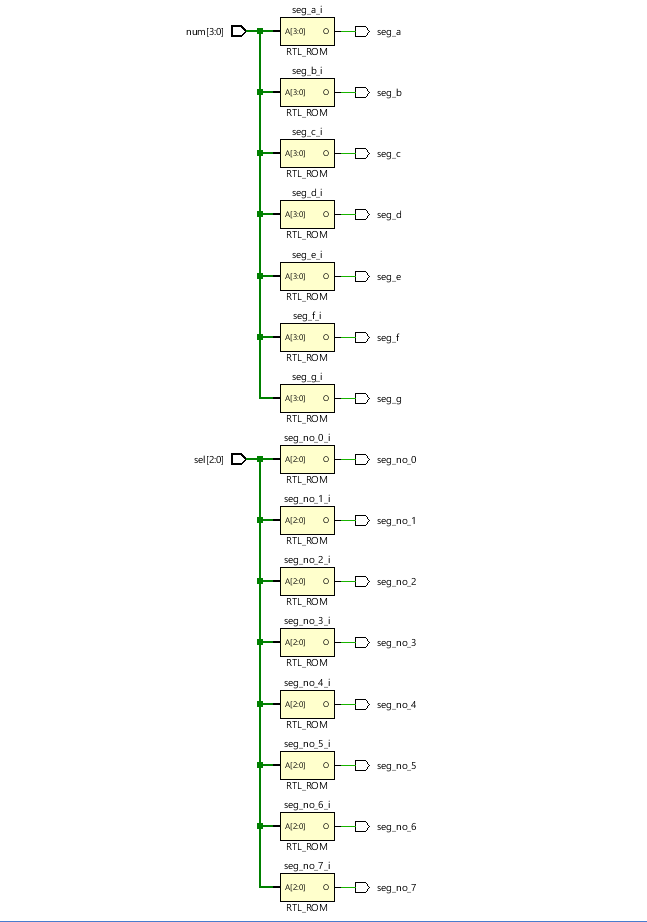 seg_a_i
num[3:0]
A[3:0] O
seg_a
RTL_ROM
seg_b_i
A[3:0] O
seg_b
RTL_ROM
seg_c_i
A[3:0] O
seg_c
RTL_ROM
seg_d_i
A[3:0] O
seg_d
RTL_ROM
seg_e_i
A[3:0] O
seg_e
RTL_ROM
seg_f_i
A[3:0] O
seg_f
RTL_ROM
seg_g_i
A[3:0] O
seg_g
RTL_ROM
seg_no_0_i
sel[2:0]
A[2:0] O
seg_no_0
RTL_ROM
seg_no_1_i
A[2:0] O
seg_no_1
RTL_ROM
seg_no_2_i
A[2:0] O
seg_no_2
RTL_ROM
seg_no_3_i
A[2:0] O
seg_no_3
RTL_ROM
seg_no_4_i
A[2:0] O
seg_no_4
RTL_ROM
seg_no_5_i
A[2:0] O
seg_no_5
RTL_ROM
seg_no_6_i
A[2:0] O
seg_no_6
RTL_ROM
seg_no_7_i
A[2:0] O
seg_no_7
RTL_ROM